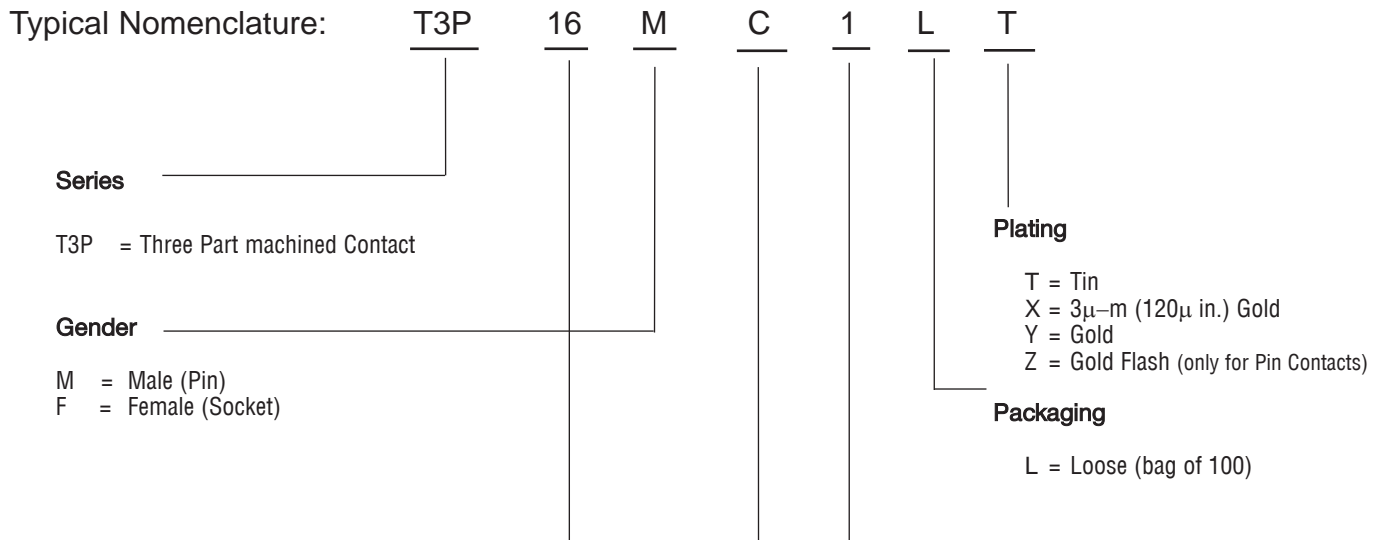 Typical Nomenclature: T3P 16 M C 1 L T
Series
T3P = Three Part machined Contact
Gender
M = Male (Pin)
F = Female (Socket)
Plating
T = Tin
X = 3µ–m (120µ in.) Gold
Y = Gold
Z = Gold Flash (only for Pin Contacts)
Packaging
L = Loose (bag of 100)